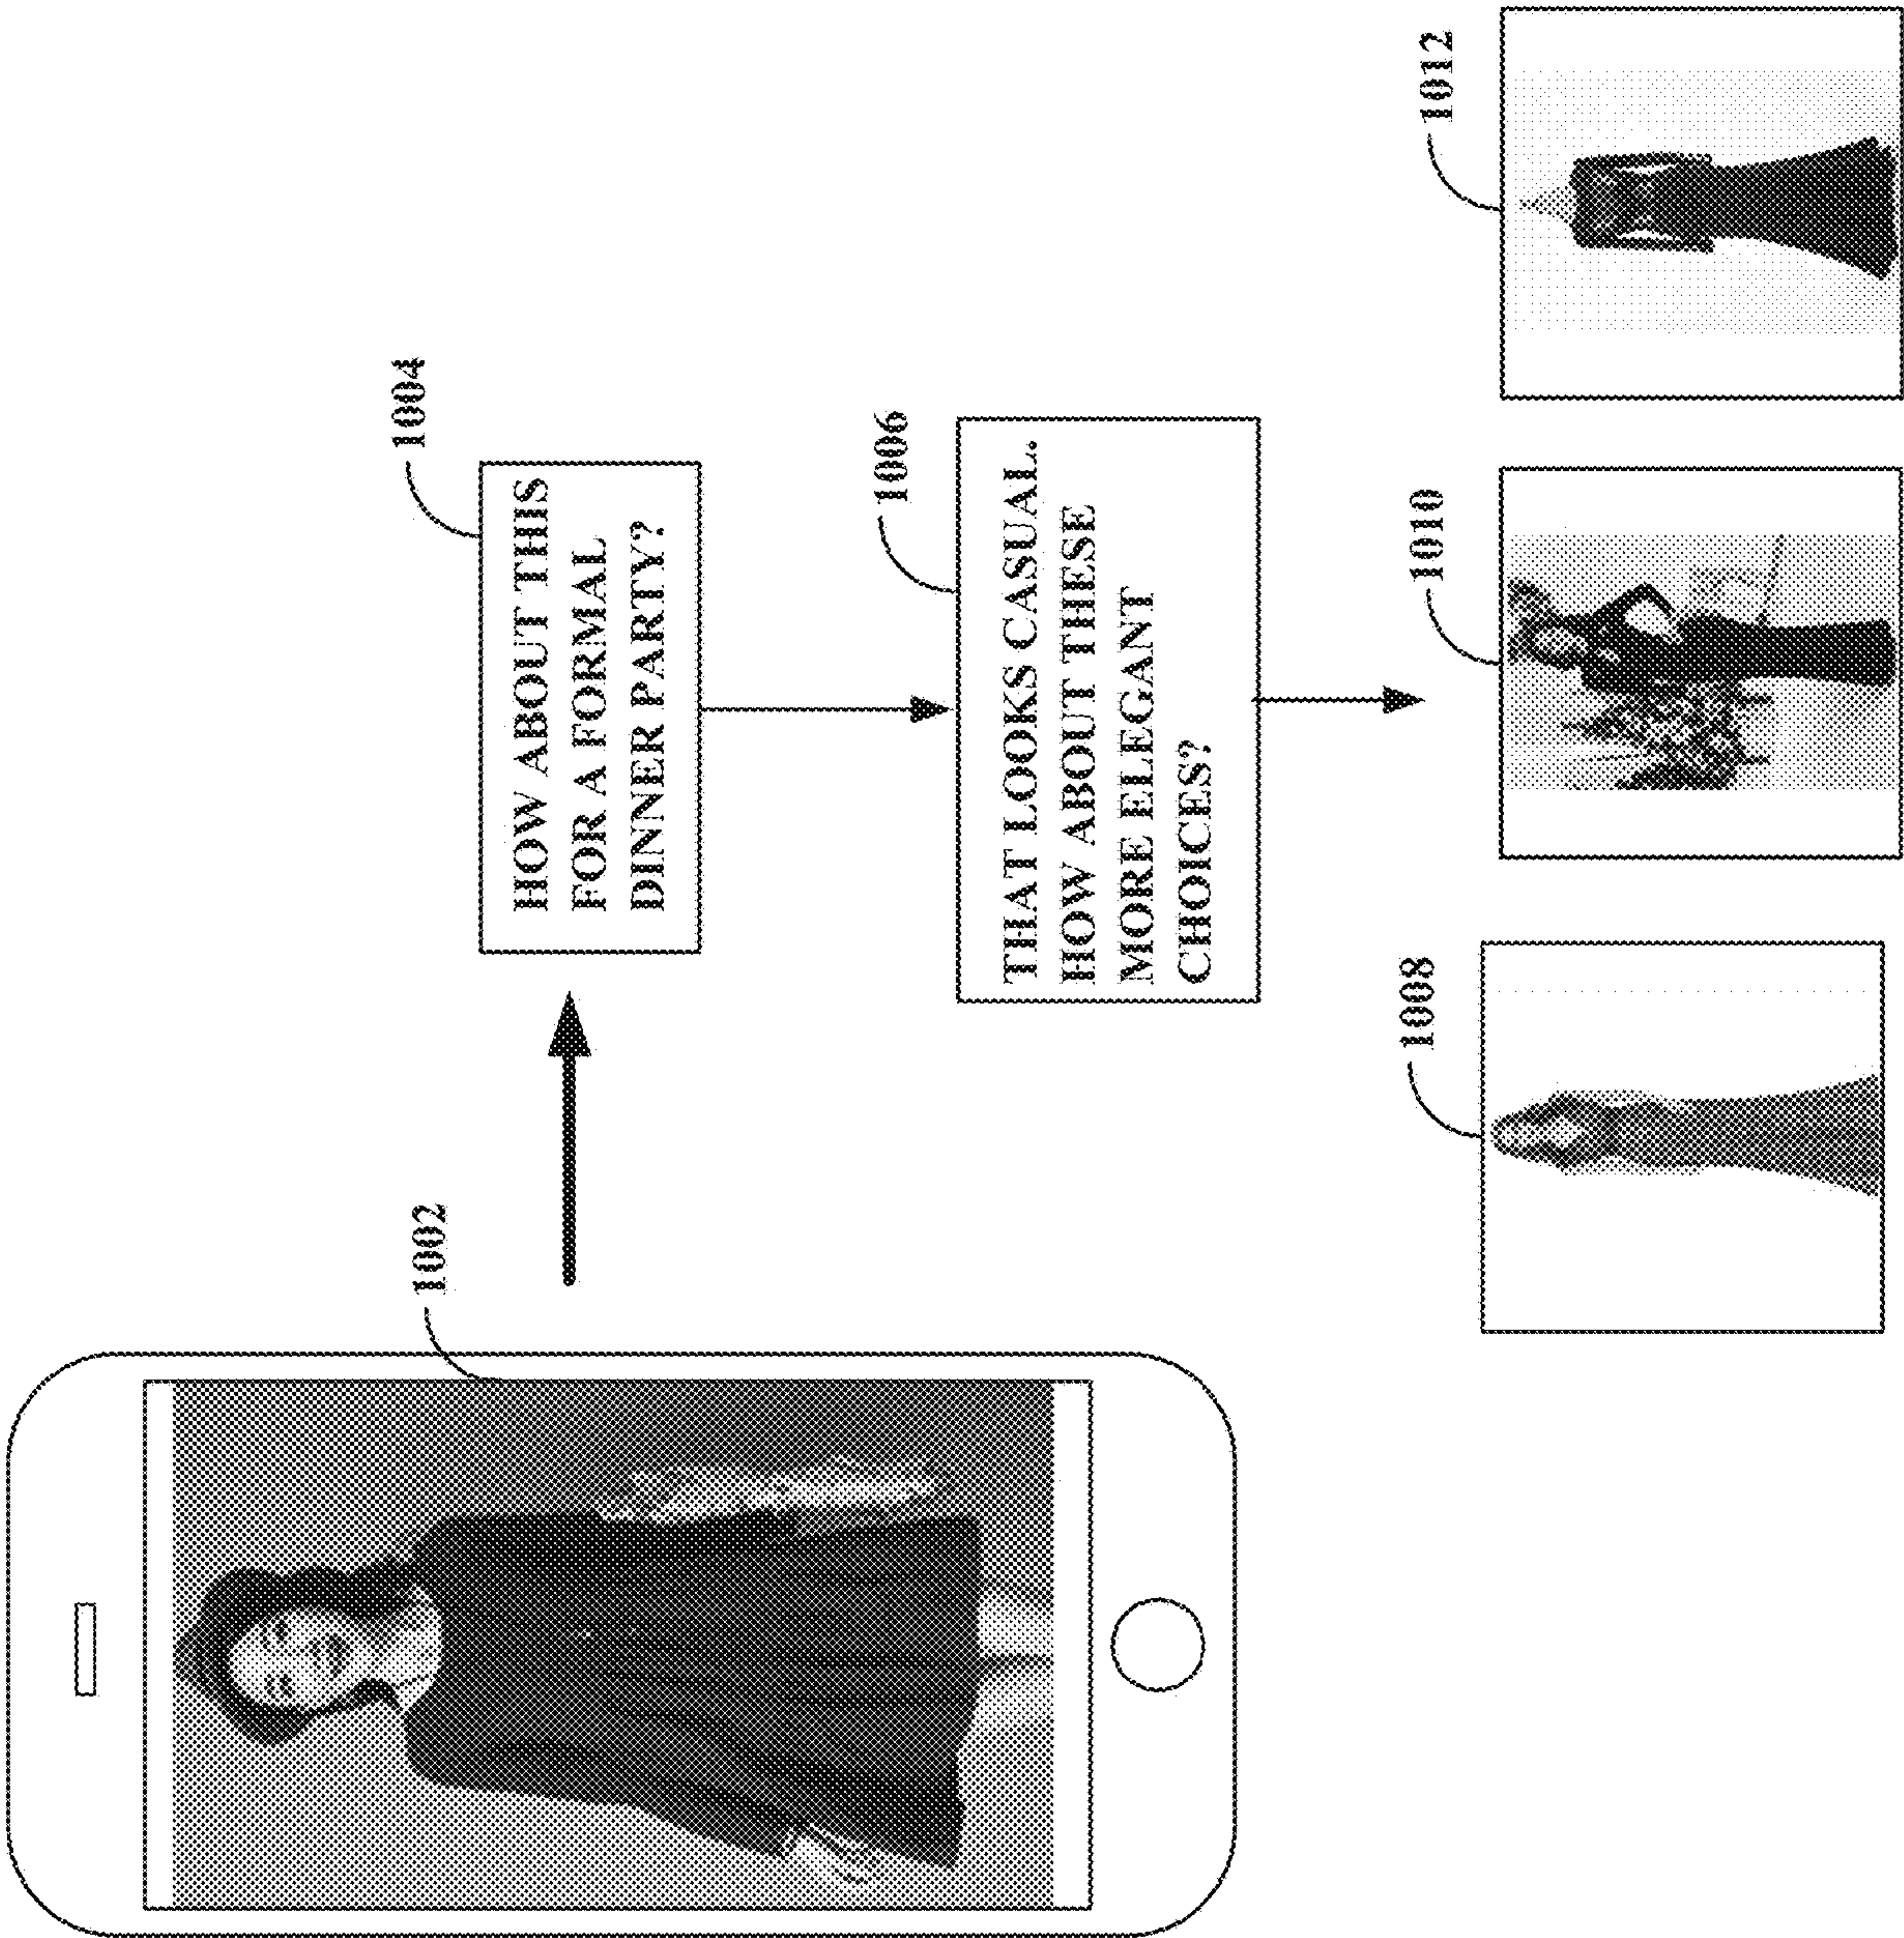 1002
1004
HOW ABOUT THIS
FOR A FORMAL
DINNER PARTY?
1006
THAT LOOKS CASUAL.
HOW ABOUT THESE
MORE ELEGANT
CHOICES?
1008
1010
1012